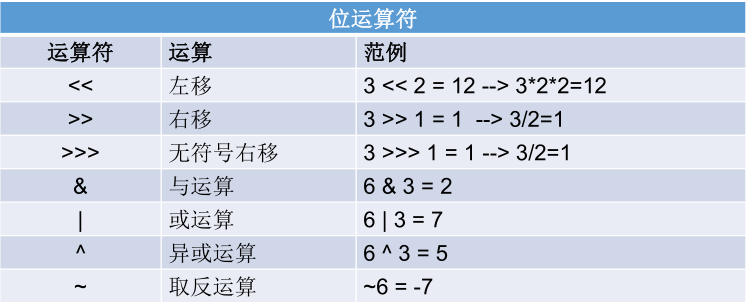 位运算符
运算符 运算 范例
<< 左移 3 << 2 = 12 --> 3*2*2=12
>> 右移 3 >> 1 = 1 --> 3/2=1
>>> 无符号右移 3 >>> 1 = 1 --> 3/2=1
& 与运算 6 & 3 = 2
| 或运算 6 | 3 = 7
^ 异或运算 6 ^ 3 = 5
~ 取反运算 ~6 = -7